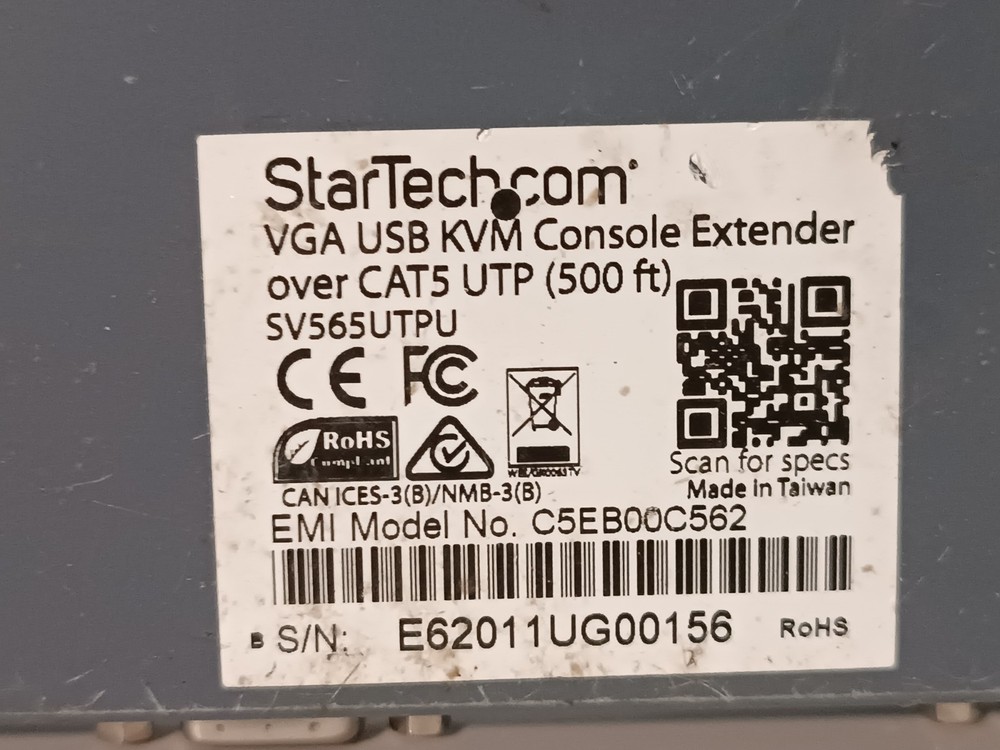 StarTech.com
VGA USB KVM Console Extender
over CAT5 UTP (500 ft)
SV565UTPU
CE FC
RoHS
Compliant
CAN ICES-3(B)/NMB-3(B)
Scan for specs
Made in Taiwan
EMI Model No. C5EB00C562
B S/N: E62011UG00156 RoHS